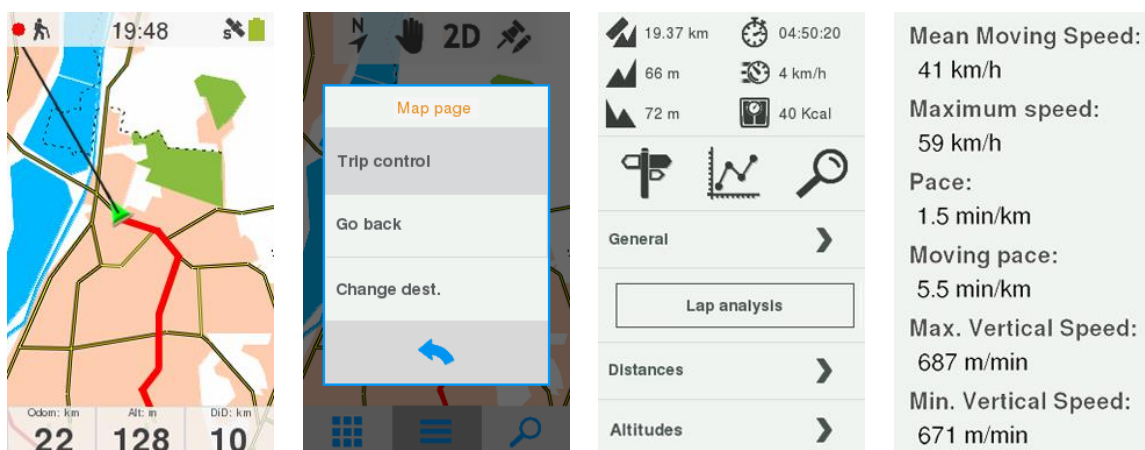 19:48
S
Odom: km
Alt: m
DiD: km
22
128
10
N
2D
Map page
Trip control
Go back
Change dest.
19.37 km
04:50:20
66 m
4 km/h
72 m
40 Kcal
General
Lap analysis
Distances
Altitudes
Mean Moving Speed:
41 km/h
Maximum speed:
59 km/h
Pace:
1.5 min/km
Moving pace:
5.5 min/km
Max. Vertical Speed:
687 m/min
Min. Vertical Speed:
671 m/min